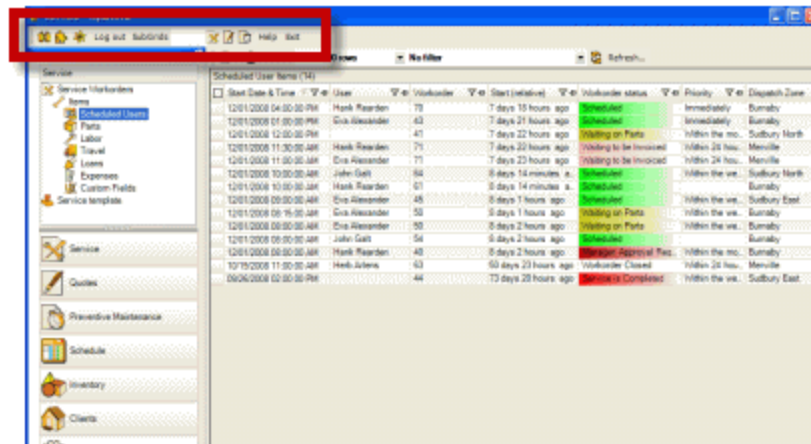 Log out Subgrids Help Exit
rows No filter Refresh...
Service
Scheduled User Items (14)
Service Workorders
Items
Scheduled Users
Parts
Labor
Travel
Loans
Expenses
Custom Fields
Service template
Start Date & Time User Workorder Start (relative) Workorder status Priority Dispatch Zone
12/01/2008 04:00:00 PM Hank Rearden 70 7 days 18 hours ago Scheduled Immediately Burnaby
12/01/2008 01:00:00 PM Eva Alexander 43 7 days 21 hours ago Scheduled Immediately Burnaby
12/01/2008 12:00:00 PM 41 7 days 22 hours ago Waiting on Parts Within the mo... Sudbury North
12/01/2008 11:30:00 AM Hank Rearden 71 7 days 22 hours ago Waiting to be Invoiced Within 24 hou... Merville
12/01/2008 11:00:00 AM Eva Alexander 71 7 days 23 hours ago Waiting to be Invoiced Within 24 hou... Merville
12/01/2008 10:00:00 AM John Galt 64 8 days 14 minutes a... Scheduled Within the we... Sudbury North
12/01/2008 10:00:00 AM Hank Rearden 61 8 days 14 minutes a... Scheduled Burnaby
12/01/2008 09:00:00 AM Eva Alexander 8 days 1 hours ago Scheduled Within the we... Sudbury East
12/01/2008 08:15:00 AM Eva Alexander 50 8 days 1 hours ago Waiting on Parts Within the we... Burnaby
12/01/2008 08:00:00 AM Eva Alexander 50 8 days 2 hours ago Waiting on Parts Within the we... Burnaby
12/01/2008 08:00:00 AM John Galt 54 8 days 2 hours ago Scheduled Burnaby
12/01/2008 08:00:00 AM Hank Rearden 8 days 2 hours ago Manager Approval Req... Within the mo... Burnaby
10/15/2008 11:00:00 AM 63 days 23 hours ago Workorder Closed Within 24 hou... Merville
02:00:00 PM 44 73 days 20 hours ago Service is Completed Within the we... Sudbury East
Service
Quotes
Preventive Maintenance
Schedule
Inventory
Clients